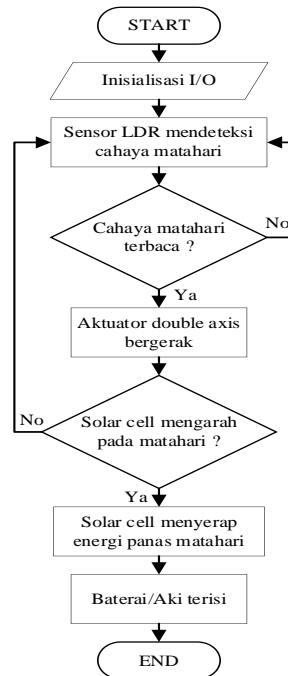 START
Inisialisasi I/O
Sensor LDR mendeteksi
cahaya matahari
Cahaya matahari
terbaca ?
No
Ya
Aktuator double axis
bergerak
No
Solar cell mengarah
pada matahari ?
Ya
Solar cell menyerap
energi panas matahari
Baterai/Aki terisi
END